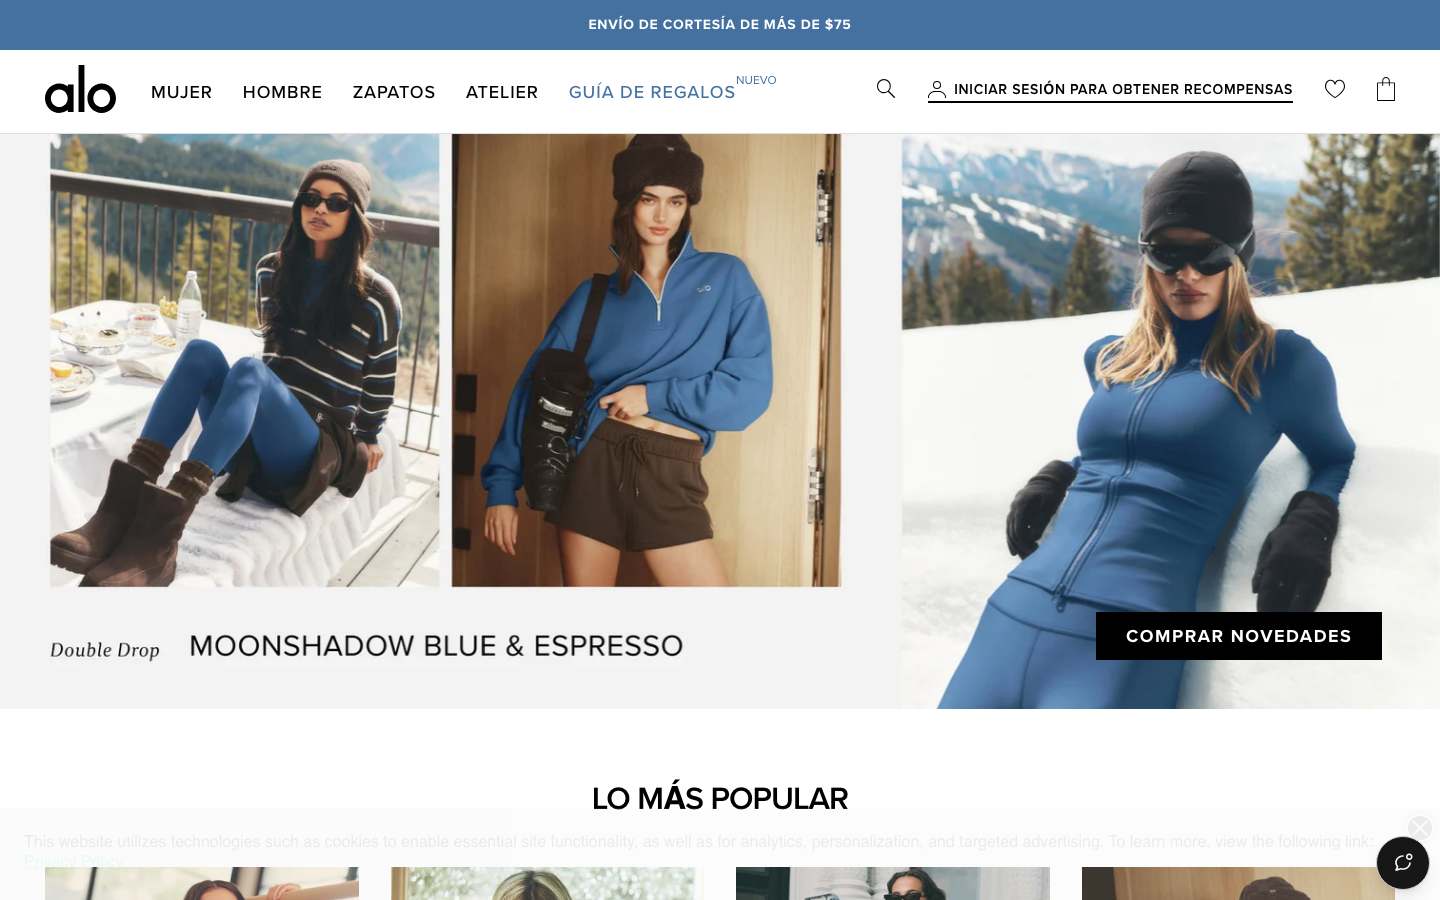 ENVÍO DE CORTESÍA DE MÁS DE $75
alo
MUJER
HOMBRE
ZAPATOS
ATELIER
GUÍA DE REGALOS
NUEVO
INICIAR SESIÓN PARA OBTENER RECOMPENSAS
Double Drop MOONSHADOW BLUE & ESPRESSO
COMPRAR NOVEDADES
LO MÁS POPULAR
This website utilizes technologies such as cookies to enable essential site functionality, as well as for analytics, personalization, and targeted advertising. To learn more, view the following link:
Privacy Policy